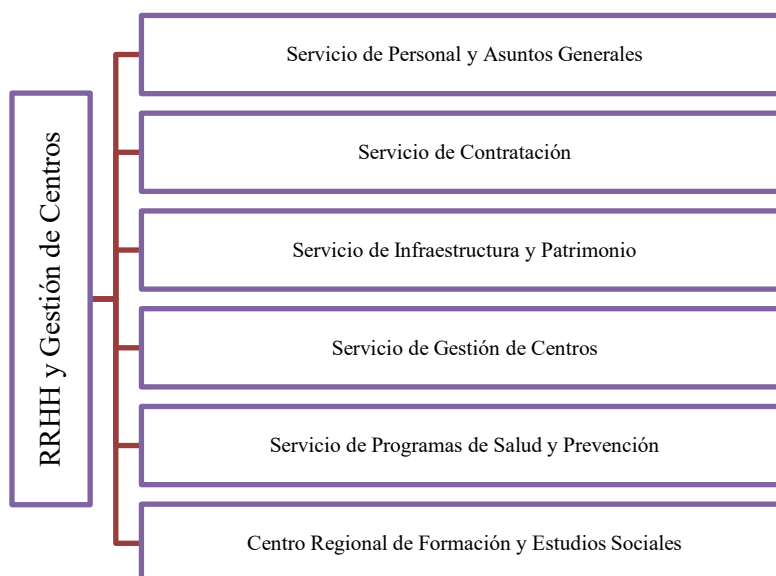 RRHH y Gestión de Centros
Servicio de Personal y Asuntos Generales
Servicio de Contratación
Servicio de Infraestructura y Patrimonio
Servicio de Gestión de Centros
Servicio de Programas de Salud y Prevención
Centro Regional de Formación y Estudios Sociales